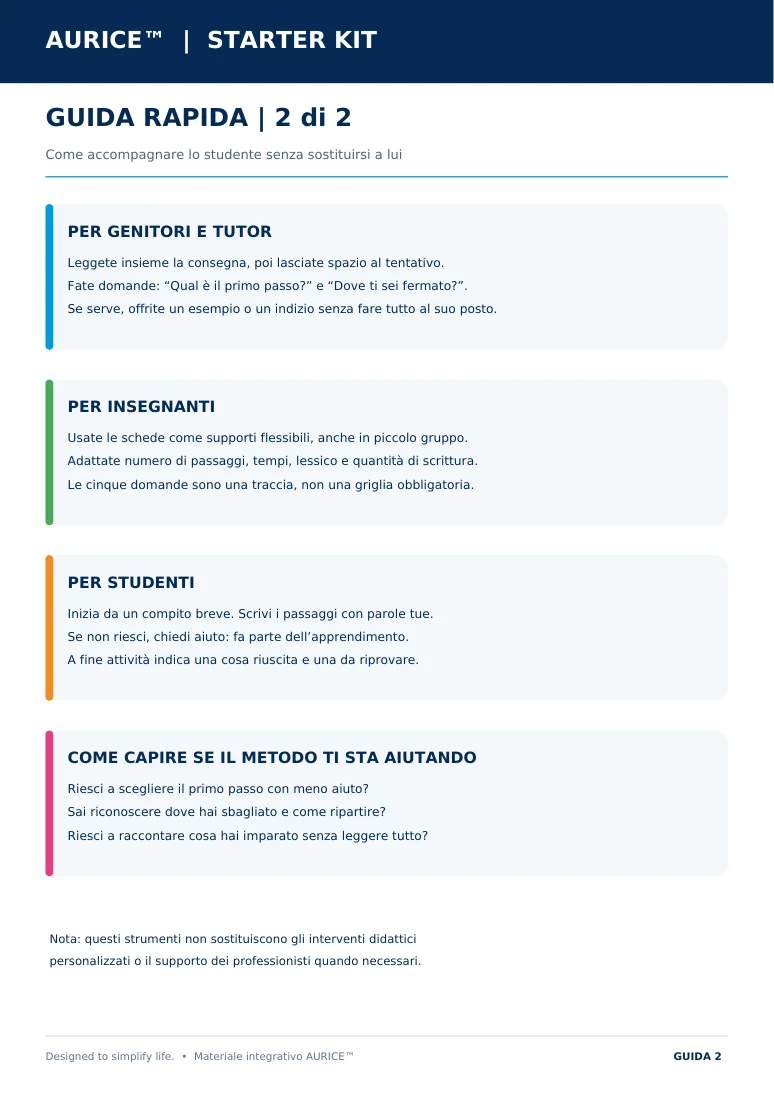 AURICE™ | STARTER KIT
GUIDA RAPIDA | 2 di 2
Come accompagnare lo studente senza sostituirsi a lui
PER GENITORI E TUTOR
Leggete insieme la consegna, poi lasciate spazio al tentativo.
Fate domande: “Qual è il primo passo?” e “Dove ti sei fermato?”.
Se serve, offrite un esempio o un indizio senza fare tutto al suo posto.
PER INSEGNANTI
Usate le schede come supporti flessibili, anche in piccolo gruppo.
Adattate numero di passaggi, tempi, lessico e quantità di scrittura.
Le cinque domande sono una traccia, non una griglia obbligatoria.
PER STUDENTI
Inizia da un compito breve. Scrivi i passaggi con parole tue.
Se non riesci, chiedi aiuto: fa parte dell’apprendimento.
A fine attività indica una cosa riuscita e una da riprovare.
COME CAPIRE SE IL METODO TI STA AIUTANDO
Riesci a scegliere il primo passo con meno aiuto?
Sai riconoscere dove hai sbagliato e come ripartire?
Riesci a raccontare cosa hai imparato senza leggere tutto?
Nota: questi strumenti non sostituiscono gli interventi didattici
personalizzati o il supporto dei professionisti quando necessari.
Designed to simplify life. • Materiale integrativo AURICE™
GUIDA 2